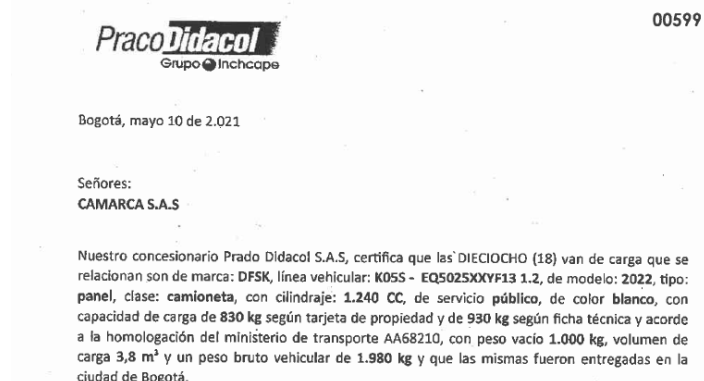 00599
PracoDidacol
Grupo Inchcape
Bogotá, mayo 10 de 2.021
Señores:
CAMARCA S.A.S
Nuestro concesionario Prado Didacol S.A.S, certifica que las DIECIOCHO (18) van de carga que se
relacionan son de marca: DFSK, línea vehicular: K05S - EQ5025XXYF13 1.2, de modelo: 2022, tipo:
panel, clase: camioneta, con cilindraje: 1.240 CC, de servicio público, de color blanco, con
capacidad de carga de 830 kg según tarjeta de propiedad y de 930 kg según ficha técnica y acorde
a la homologación del ministerio de transporte AA68210, con peso vacío 1.000 kg, volumen de
carga 3,8 m³ y un peso bruto vehicular de 1.980 kg y que las mismas fueron entregadas en la
ciudad de Bogotá.